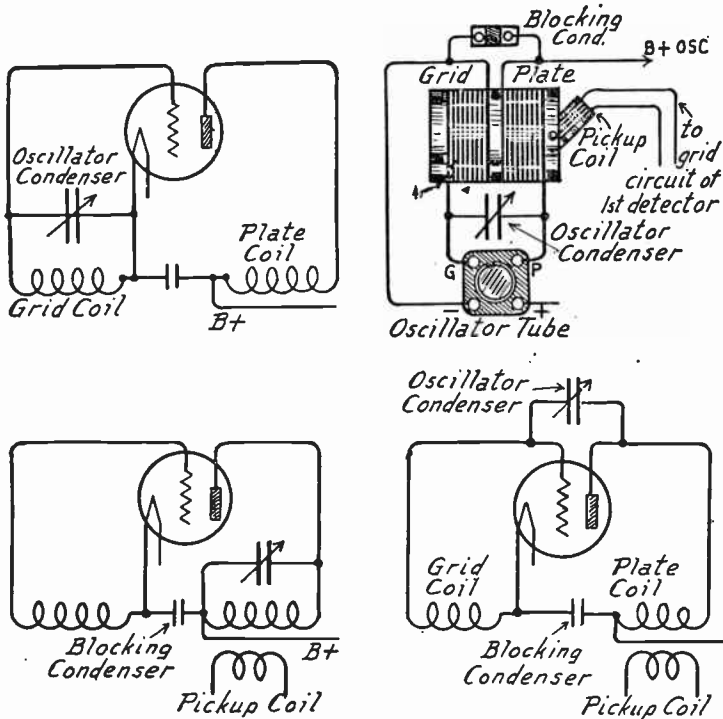 Oscillator
Condenser
Plate
Coil
Grid Coil
B+
Blocking
Cond.
B+ OSC
Grid
Plate
Pickup
Coil
to
grid
circuit of
1st detector
Oscillator
Condenser
G
P
−
+
Oscillator Tube
Blocking
Condenser
B+
Pickup Coil
Oscillator
Condenser
Grid
Coil
Plate
Coil
Blocking
Condenser
Pickup Coil